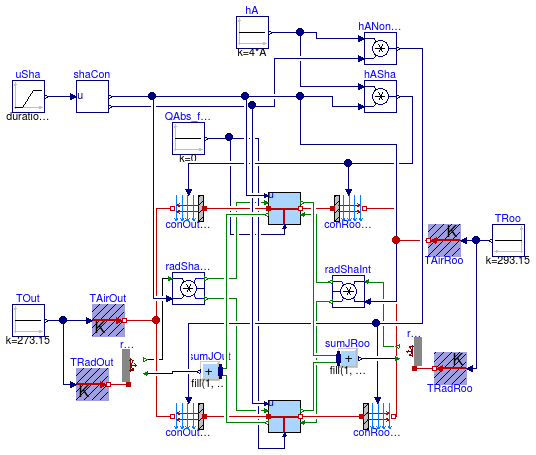 hA
k=4*A
hANon...
uSha
shaCon
u
duratio...
hASha
QAbs_f...
k=0
u
conOut...
conRoo...
TRoo
K
TAirRoo
k=293.15
radSha...
radShaInt
TOut
TAirOut
K
k=273.15
sumJRoo
r...
r...
sumJOut
TRadOut
K
+
fill(1, ...
+
fill(1, ...
K
TRadRoo
u
conOut...
conRoo...